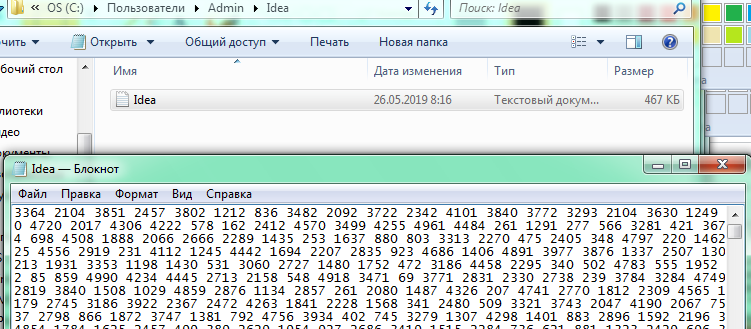 « OS (C:) ▸ Пользователи ▸ Admin ▸ Idea
Поиск: Idea
Открыть Общий доступ Печать Новая папка
Имя Дата изменения Тип Размер
Idea 26.05.2019 8:16 Текстовый докум... 467 КБ
Idea — Блокнот
Файл Правка Формат Вид Справка
3364 2104 3851 2457 3802 1212 836 3482 2092 3722 2342 4101 3840 3772 3293 2104 3630 1249
0 4720 2017 4306 4222 578 162 2412 4570 3499 4255 4961 4484 261 1291 277 566 3281 421 367
4 698 4508 1888 2066 2666 2289 1435 253 1637 880 803 3313 2270 475 2405 348 4797 220 1462
25 4556 2919 231 4112 1245 4442 1694 2207 2835 923 4686 1406 4891 3977 3876 1337 2507 130
213 1931 3353 1198 1430 531 3060 2727 1480 1752 472 3186 4458 2295 340 502 4783 555 1952
2 85 859 4990 4234 4445 2713 2158 548 4918 3471 69 3771 2831 2330 2738 239 3784 3284 4749
2819 3840 1508 1029 4859 2876 1134 2857 261 2080 1487 4326 207 4741 2770 1812 2309 4565 1
179 2745 3186 3922 2367 2472 4263 1841 2228 1568 341 2480 509 3321 3743 2047 4190 2067 75
37 2798 866 1872 3747 1381 792 4756 3934 402 745 3279 1307 4298 1401 883 2896 1592 2196 3